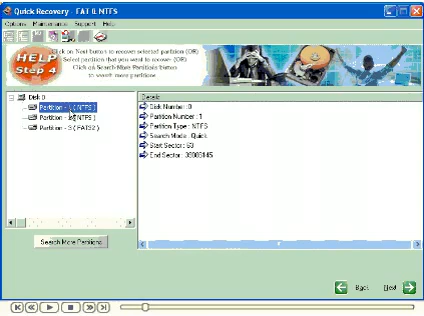 Quick Recovery - FAT & NTFS
Options Maintenance Support Help
HELP
Step 4
Click on Next button to recover selected partition (OR)
Select partition that you want to recover (OR)
Click on Search More Partition button
to search more partitions
Disk 0
Partition - 1 ( NTFS )
Partition - NTFS )
Partition - 3 ( FAT32 )
Search More Partitions
Details
Disk Number : 0
Partition Number : 1
Partition Type : NTFS
Search Mode : Quick
Start Sector : 63
End Sector :
Back Next